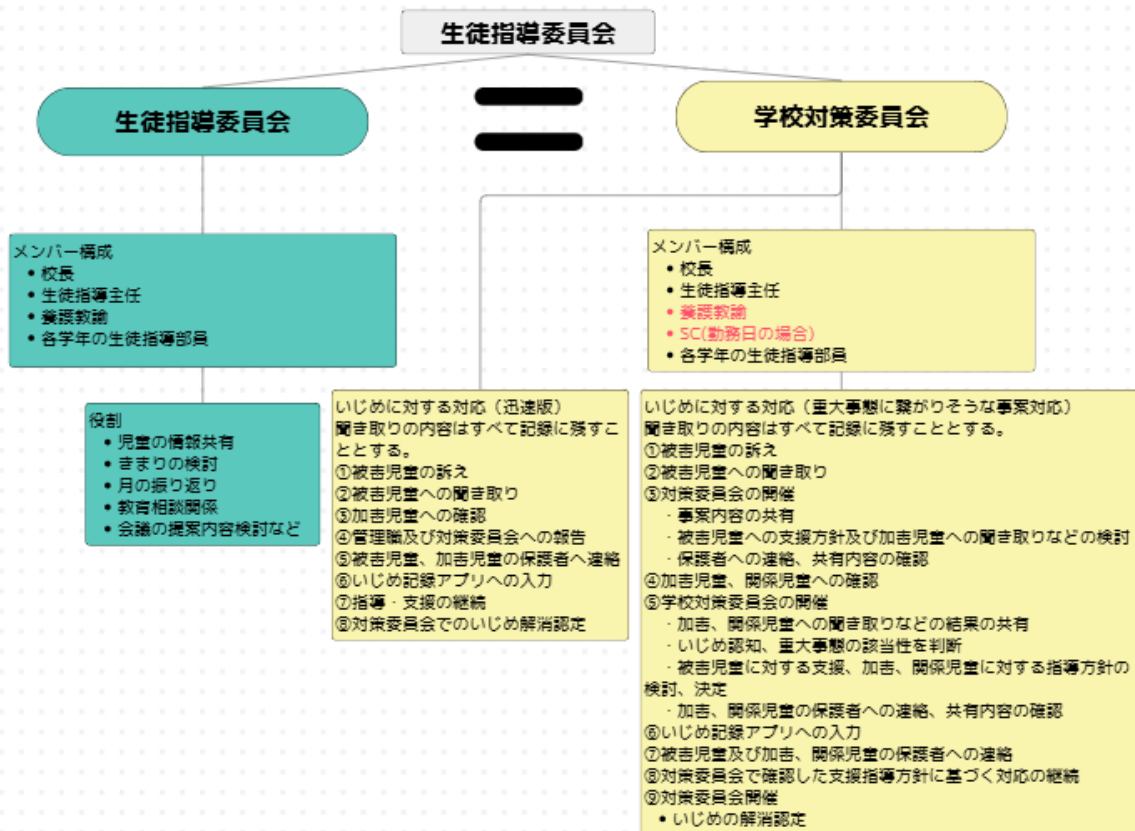 生徒指導委員会
生徒指導委員会
学校対策委員会
メンバー構成
• 校長
• 生徒指導主任
• 養護教諭
• 各学年の生徒指導部員
役割
• 児童の情報共有
• きまりの検討
• 月の振り返り
• 教育相談関係
• 会議の提案内容検討など
メンバー構成
• 校長
• 生徒指導主任
• 養護教諭
• SC(勤務日の場合)
• 各学年の生徒指導部員
いじめに対する対応（迅速版）
聞き取りの内容はすべて記録に残すこ
ととする。
①被害児童の訴え
②被害児童への聞き取り
③加害児童への確認
④管理職及び対策委員会への報告
⑤被害児童、加害児童の保護者へ連絡
⑥いじめ記録アプリへの入力
⑦指導・支援の継続
⑧対策委員会でのいじめ解消認定
いじめに対する対応（重大事態に繋がりそうな事案対応）
聞き取りの内容はすべて記録に残すこととする。
①被害児童の訴え
②被害児童への聞き取り
③対策委員会の開催
・事案内容の共有
・被害児童への支援方針及び加害児童への聞き取りなどの検討
・保護者への連絡、共有内容の確認
④加害児童、関係児童への確認
⑤学校対策委員会の開催
・加害、関係児童への聞き取りなどの結果の共有
・いじめ認知、重大事態の該当性を判断
・被害児童に対する支援、加害、関係児童に対する指導方針の
検討、決定
・加害、関係児童の保護者への連絡、共有内容の確認
⑥いじめ記録アプリへの入力
⑦被害児童及び加害、関係児童の保護者への連絡
⑧対策委員会で確認した支援指導方針に基づく対応の継続
⑨対策委員会開催
• いじめの解消認定